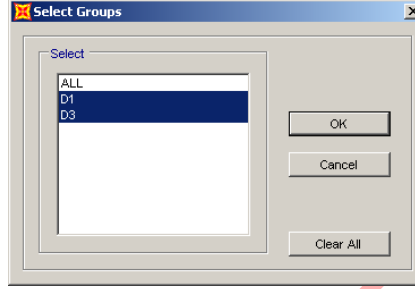 Select Groups
Select
ALL
D1
D3
OK
Cancel
Clear All